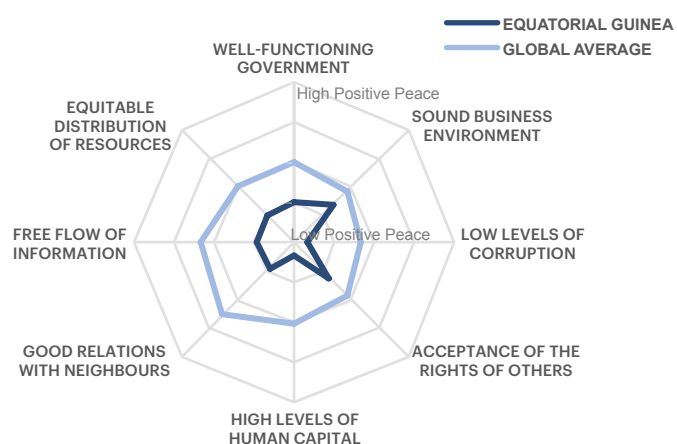 EQUATORIAL GUINEA
GLOBAL AVERAGE
WELL-FUNCTIONING
GOVERNMENT
High Positive Peace
EQUITABLE
DISTRIBUTION
OF RESOURCES
SOUND BUSINESS
ENVIRONMENT
FREE FLOW OF
INFORMATION
Low Positive Peace
LOW LEVELS OF
CORRUPTION
GOOD RELATIONS
WITH NEIGHBOURS
ACCEPTANCE OF THE
RIGHTS OF OTHERS
HIGH LEVELS OF
HUMAN CAPITAL